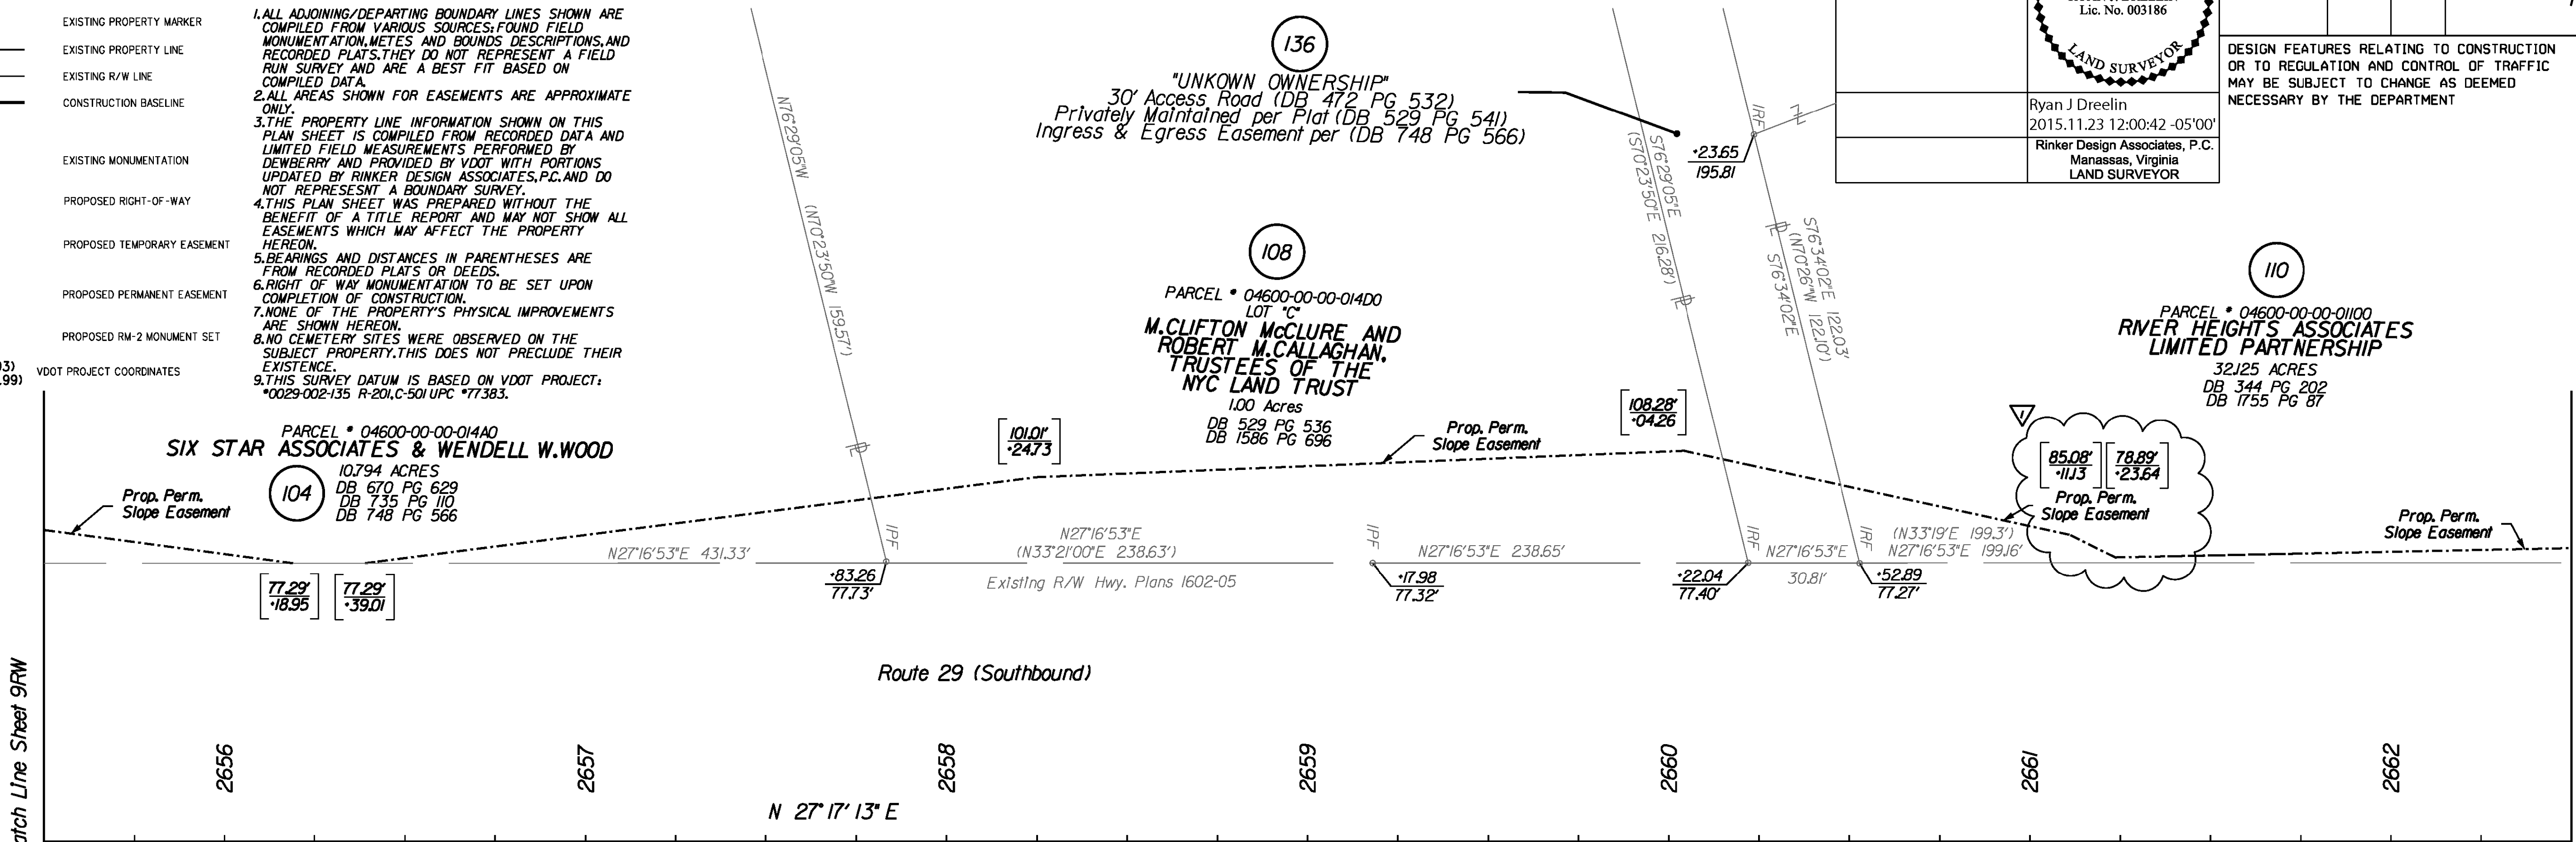 EXISTING PROPERTY MARKER
EXISTING PROPERTY LINE
EXISTING R/W LINE
CONSTRUCTION BASELINE
EXISTING MONUMENTATION
PROPOSED RIGHT-OF-WAY
PROPOSED TEMPORARY EASEMENT
PROPOSED PERMANENT EASEMENT
PROPOSED RM-2 MONUMENT SET
VDOT PROJECT COORDINATES
1.ALL ADJOINING/DEPARTING BOUNDARY LINES SHOWN ARE
COMPILED FROM VARIOUS SOURCES:FOUND FIELD
MONUMENTATION,METES AND BOUNDS DESCRIPTIONS,AND
RECORDED PLATS.THEY DO NOT REPRESENT A FIELD
RUN SURVEY AND ARE A BEST FIT BASED ON
COMPILED DATA.
2.ALL AREAS SHOWN FOR EASEMENTS ARE APPROXIMATE
ONLY.
3.THE PROPERTY LINE INFORMATION SHOWN ON THIS
PLAN SHEET IS COMPILED FROM RECORDED DATA AND
LIMITED FIELD MEASUREMENTS PERFORMED BY
DEWBERRY AND PROVIDED BY VDOT WITH PORTIONS
UPDATED BY RINKER DESIGN ASSOCIATES,P.C.AND DO
NOT REPRESESNT A BOUNDARY SURVEY.
4.THIS PLAN SHEET WAS PREPARED WITHOUT THE
BENEFIT OF A TITLE REPORT AND MAY NOT SHOW ALL
EASEMENTS WHICH MAY AFFECT THE PROPERTY
HEREON.
5.BEARINGS AND DISTANCES IN PARENTHESES ARE
FROM RECORDED PLATS OR DEEDS.
6.RIGHT OF WAY MONUMENTATION TO BE SET UPON
COMPLETION OF CONSTRUCTION.
7.NONE OF THE PROPERTY'S PHYSICAL IMPROVEMENTS
ARE SHOWN HEREON.
8.NO CEMETERY SITES WERE OBSERVED ON THE
SUBJECT PROPERTY.THIS DOES NOT PRECLUDE THEIR
EXISTENCE.
9.THIS SURVEY DATUM IS BASED ON VDOT PROJECT:
#0029-002-135 R-201,C-501 UPC #77383.
136
"UNKOWN OWNERSHIP"
30' Access Road (DB 472 PG 532)
Privately Maintained per Plat (DB 529 PG 541)
Ingress & Egress Easement per (DB 748 PG 566)
Lic. No. 003186
LAND SURVEYOR
Ryan J Dreelin
2015.11.23 12:00:42 -05'00'
Rinker Design Associates, P.C.
Manassas, Virginia
LAND SURVEYOR
DESIGN FEATURES RELATING TO CONSTRUCTION
OR TO REGULATION AND CONTROL OF TRAFFIC
MAY BE SUBJECT TO CHANGE AS DEEMED
NECESSARY BY THE DEPARTMENT
N76°29'05"W
(N70°23'50"W 159.57')
S76°29'05"E
(S70°23'50"E 216.28')
IRF
+23.65
195.81
S76°34'02"E 122.03'
(N70°26'"W 122.10')
S76°34'02"E
108
PARCEL # 04600-00-00-014D0
LOT "C"
M.CLIFTON McCLURE AND
ROBERT M.CALLAGHAN,
TRUSTEES OF THE
NYC LAND TRUST
1.00 Acres
DB 529 PG 536
DB 1586 PG 696
110
PARCEL # 04600-00-00-01100
RIVER HEIGHTS ASSOCIATES
LIMITED PARTNERSHIP
32.125 ACRES
DB 344 PG 202
DB 1755 PG 87
PARCEL # 04600-00-00-014A0
SIX STAR ASSOCIATES & WENDELL W.WOOD
104
10.794 ACRES
DB 670 PG 629
DB 735 PG 110
DB 748 PG 566
Prop. Perm.
Slope Easement
101.01'
+24.73
Prop. Perm.
Slope Easement
108.28'
+04.26
1
85.08'
+11.13
78.89'
+23.64
Prop. Perm.
Slope Easement
Prop. Perm.
Slope Easement
77.29'
+18.95
77.29'
+39.01
N27°16'53"E 431.33'
IPF
+83.26
77.73'
N27°16'53"E
(N33°21'00"E 238.63')
Existing R/W Hwy. Plans 1602-05
IPF
+17.98
77.32'
N27°16'53"E 238.65'
IRF
+22.04
77.40'
N27°16'53"E
30.81'
IRF
+52.89
77.27'
(N33°19'E 199.3')
N27°16'53"E 199.16'
Route 29 (Southbound)
atch Line Sheet 9RW
2656
2657
2658
2659
2660
2661
2662
N 27° 17' 13" E